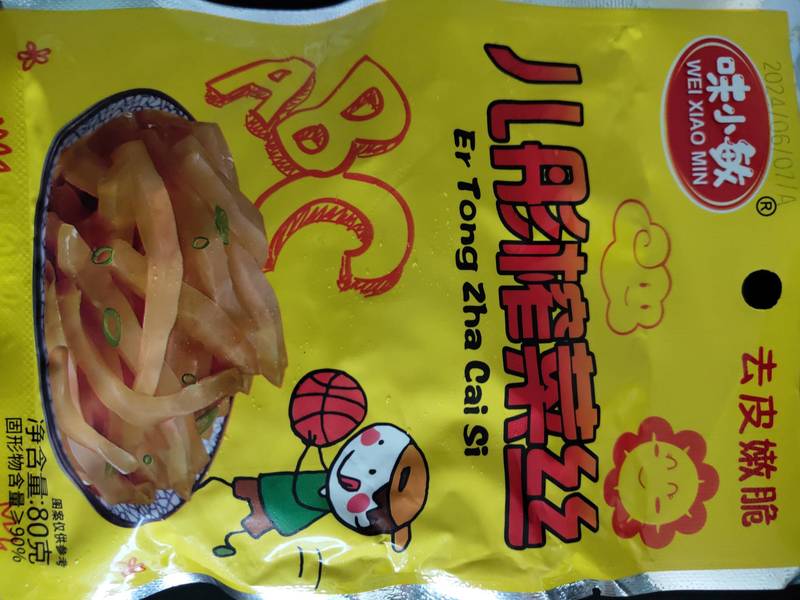 2024/06/07/A
味小敏
WEI XIAO MIN
®
去皮嫩脆
儿彤榨菜丝
Er Tong Zha Cai Si
ABC
图案仅供参考
净含量:80克
固形物含量≥90%